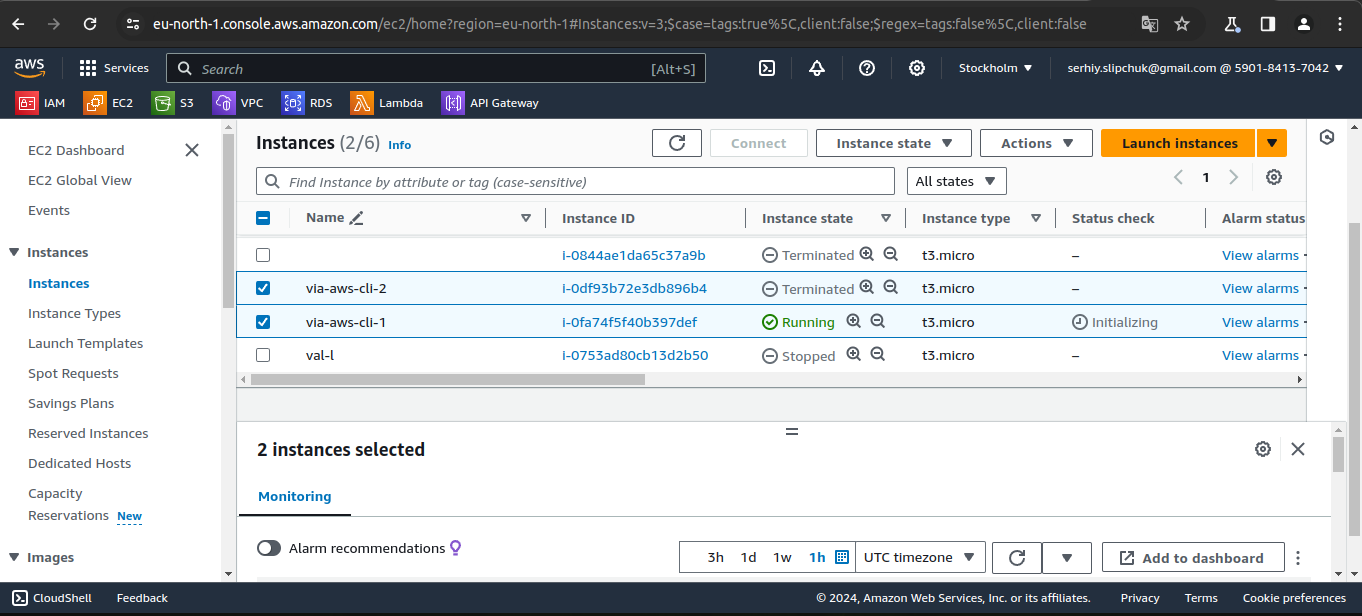 eu-north-1.console.aws.amazon.com/ec2/home?region=eu-north-1#Instances:v=3;$case=tags:true%5C,client:false;$regex=tags:false%5C,client:false
aws Services Search [Alt+S] Stockholm serhiy.slipchuk@gmail.com @ 5901-8413-7042
IAM EC2 S3 VPC RDS Lambda API Gateway
EC2 Dashboard
EC2 Global View
Events
Instances
Instances
Instance Types
Launch Templates
Spot Requests
Savings Plans
Reserved Instances
Dedicated Hosts
Capacity
Reservations New
Images
Instances (2/6) Info Connect Instance state Actions Launch instances
Find Instance by attribute or tag (case-sensitive) All states 1
Name Instance ID Instance state Instance type Status check Alarm status
i-0844ae1da65c37a9b Terminated t3.micro – View alarms
via-aws-cli-2 i-0df93b72e3db896b4 Terminated t3.micro – View alarms
via-aws-cli-1 i-0fa74f5f40b397def Running t3.micro Initializing View alarms
val-l i-0753ad80cb13d2b50 Stopped t3.micro – View alarms
2 instances selected
Monitoring
Alarm recommendations 3h 1d 1w 1h UTC timezone Add to dashboard
CloudShell Feedback © 2024, Amazon Web Services, Inc. or its affiliates. Privacy Terms Cookie preferences